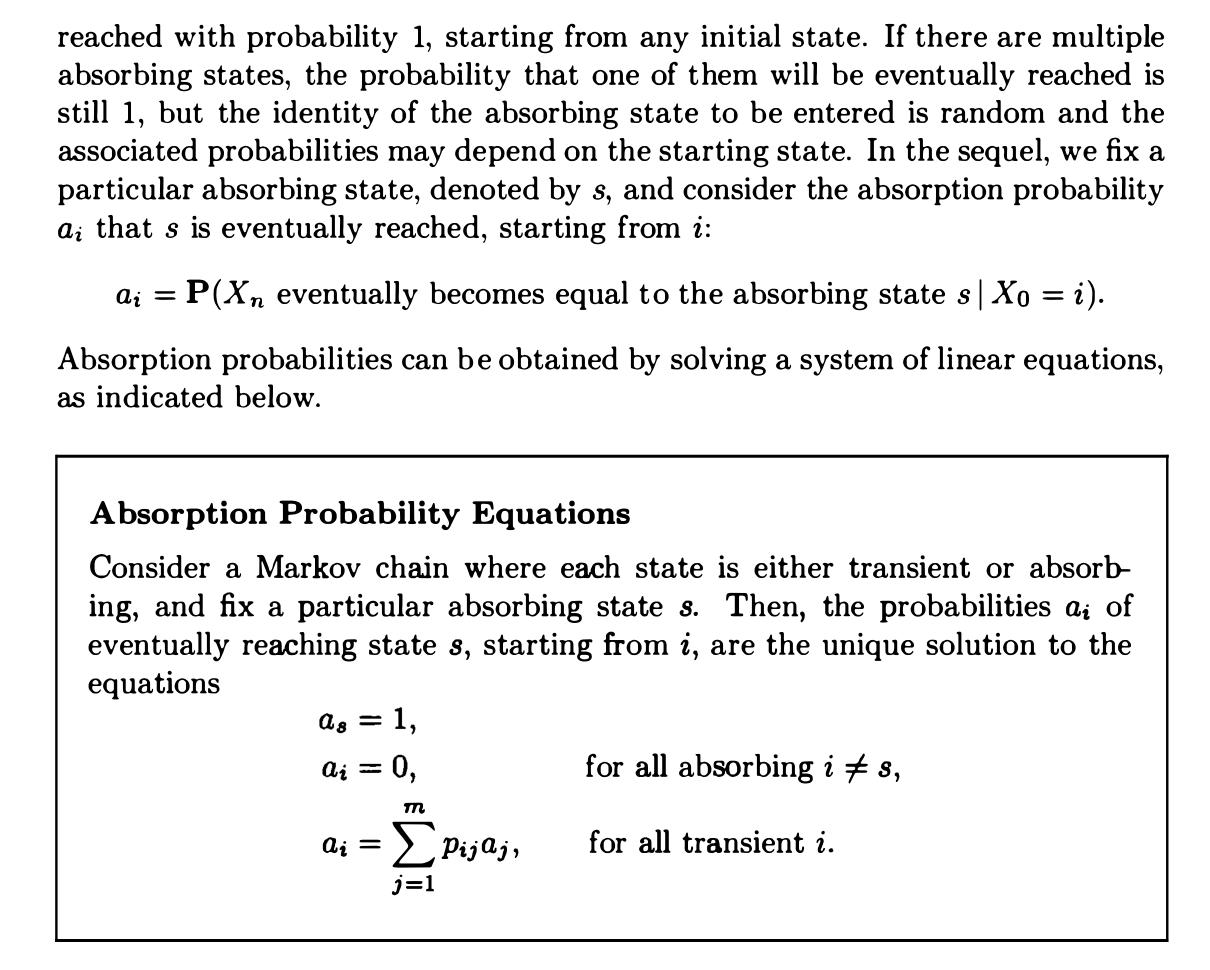 reached with probability 1, starting from any initial state. If there are multiple
absorbing states, the probability that one of them will be eventually reached is
still 1, but the identity of the absorbing state to be entered is random and the
associated probabilities may depend on the starting state. In the sequel, we fix a
particular absorbing state, denoted by s, and consider the absorption probability
a_i that s is eventually reached, starting from i:
a_i = P(X_n eventually becomes equal to the absorbing state s | X_0 = i).
Absorption probabilities can be obtained by solving a system of linear equations,
as indicated below.
Absorption Probability Equations
Consider a Markov chain where each state is either transient or absorb-
ing, and fix a particular absorbing state s. Then, the probabilities a_i of
eventually reaching state s, starting from i, are the unique solution to the
equations
a_s = 1,
a_i = 0, for all absorbing i ≠ s,
a_i = ∑_{j=1}^{m} p_{ij} a_j, for all transient i.